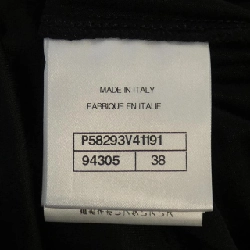 MADE IN ITALY
FABRIQUE EN ITALIE
P58293V41191
94305 38